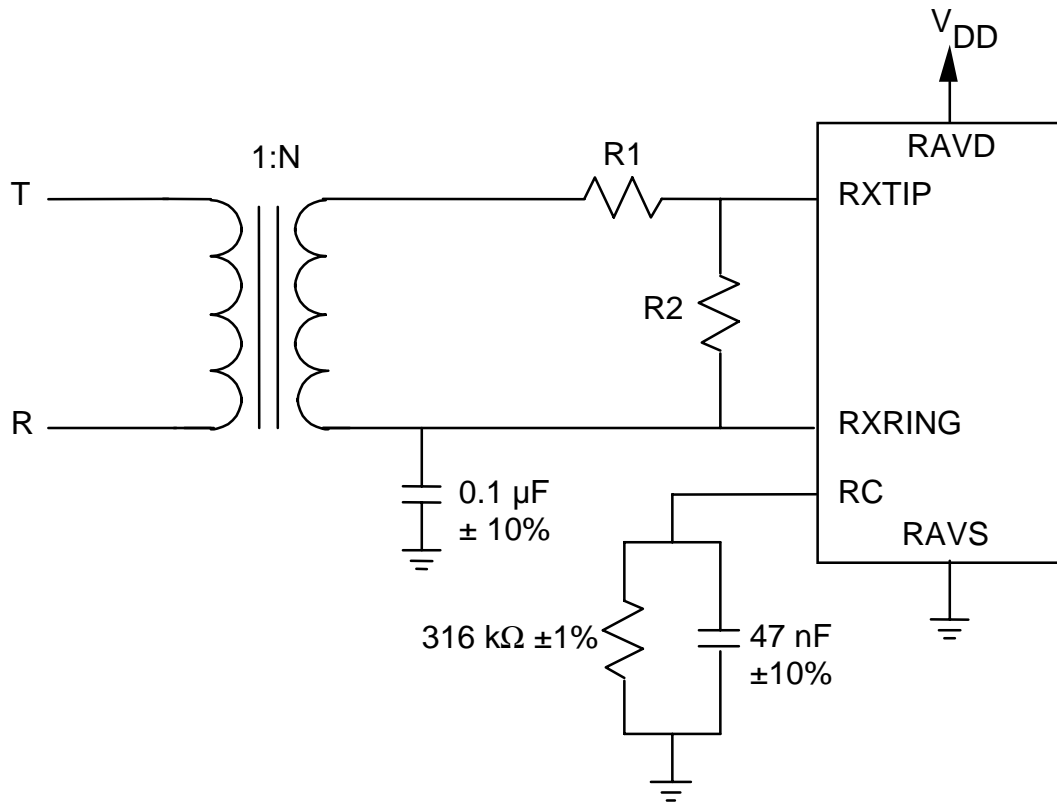 V DD
RAVD
1:N
R1
T
RXTIP
R2
R
RXRING
0.1 µF
± 10%
RC
RAVS
316 kΩ ±1%
47 nF
±10%